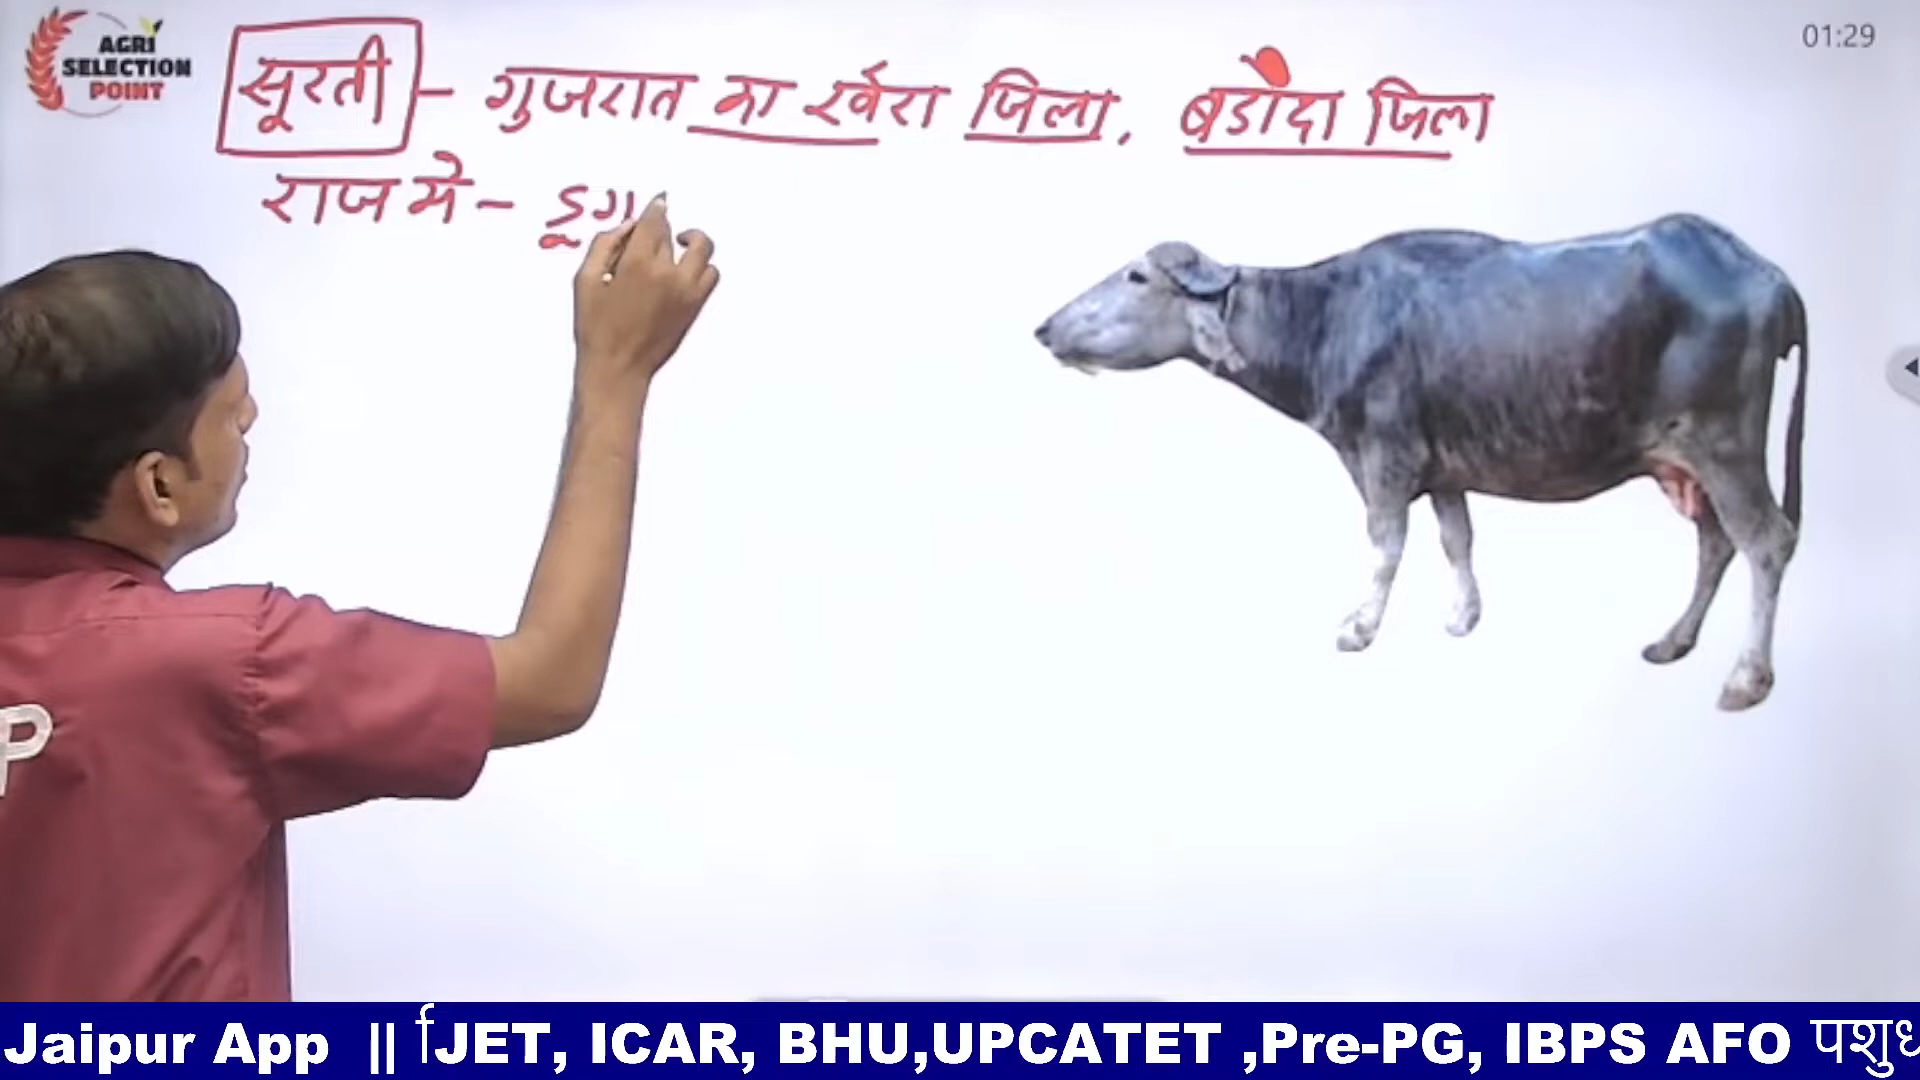 AGRI
SELECTION
POINT
01:29
सूरती - गुजरात का खेरा जिला, बडौदा जिला
राज मे - डूग
P
Jaipur App || JET, ICAR, BHU,UPCATET ,Pre-PG, IBPS AFO